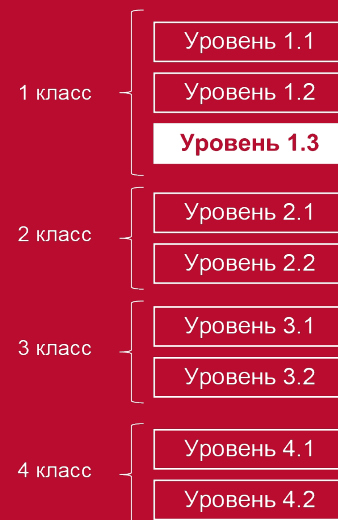 1 класс
Уровень 1.1
Уровень 1.2
Уровень 1.3
2 класс
Уровень 2.1
Уровень 2.2
3 класс
Уровень 3.1
Уровень 3.2
4 класс
Уровень 4.1
Уровень 4.2